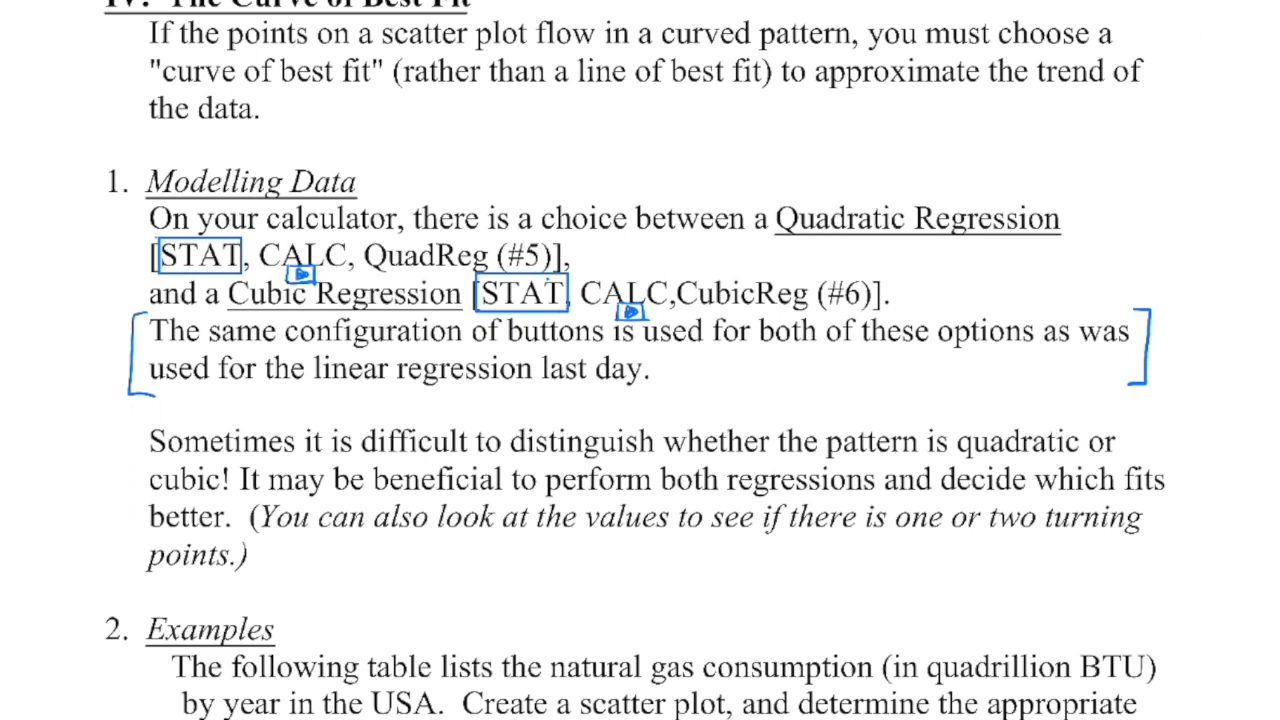 IV. The Curve of Best Fit
If the points on a scatter plot flow in a curved pattern, you must choose a
"curve of best fit" (rather than a line of best fit) to approximate the trend of
the data.
1. Modelling Data
On your calculator, there is a choice between a Quadratic Regression
[STAT, CALC, QuadReg (#5)],
and a Cubic Regression [STAT, CALC,CubicReg (#6)].
The same configuration of buttons is used for both of these options as was
used for the linear regression last day.
Sometimes it is difficult to distinguish whether the pattern is quadratic or
cubic! It may be beneficial to perform both regressions and decide which fits
better. (You can also look at the values to see if there is one or two turning
points.)
2. Examples
The following table lists the natural gas consumption (in quadrillion BTU)
by year in the USA. Create a scatter plot, and determine the appropriate